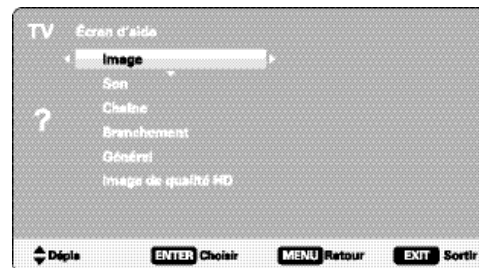 TV Écran d'aide
Image
Son
Chaîne
?
Branchement
Général
Image de qualité HD
Dépla ENTER Choisir MENU Retour EXIT Sortir